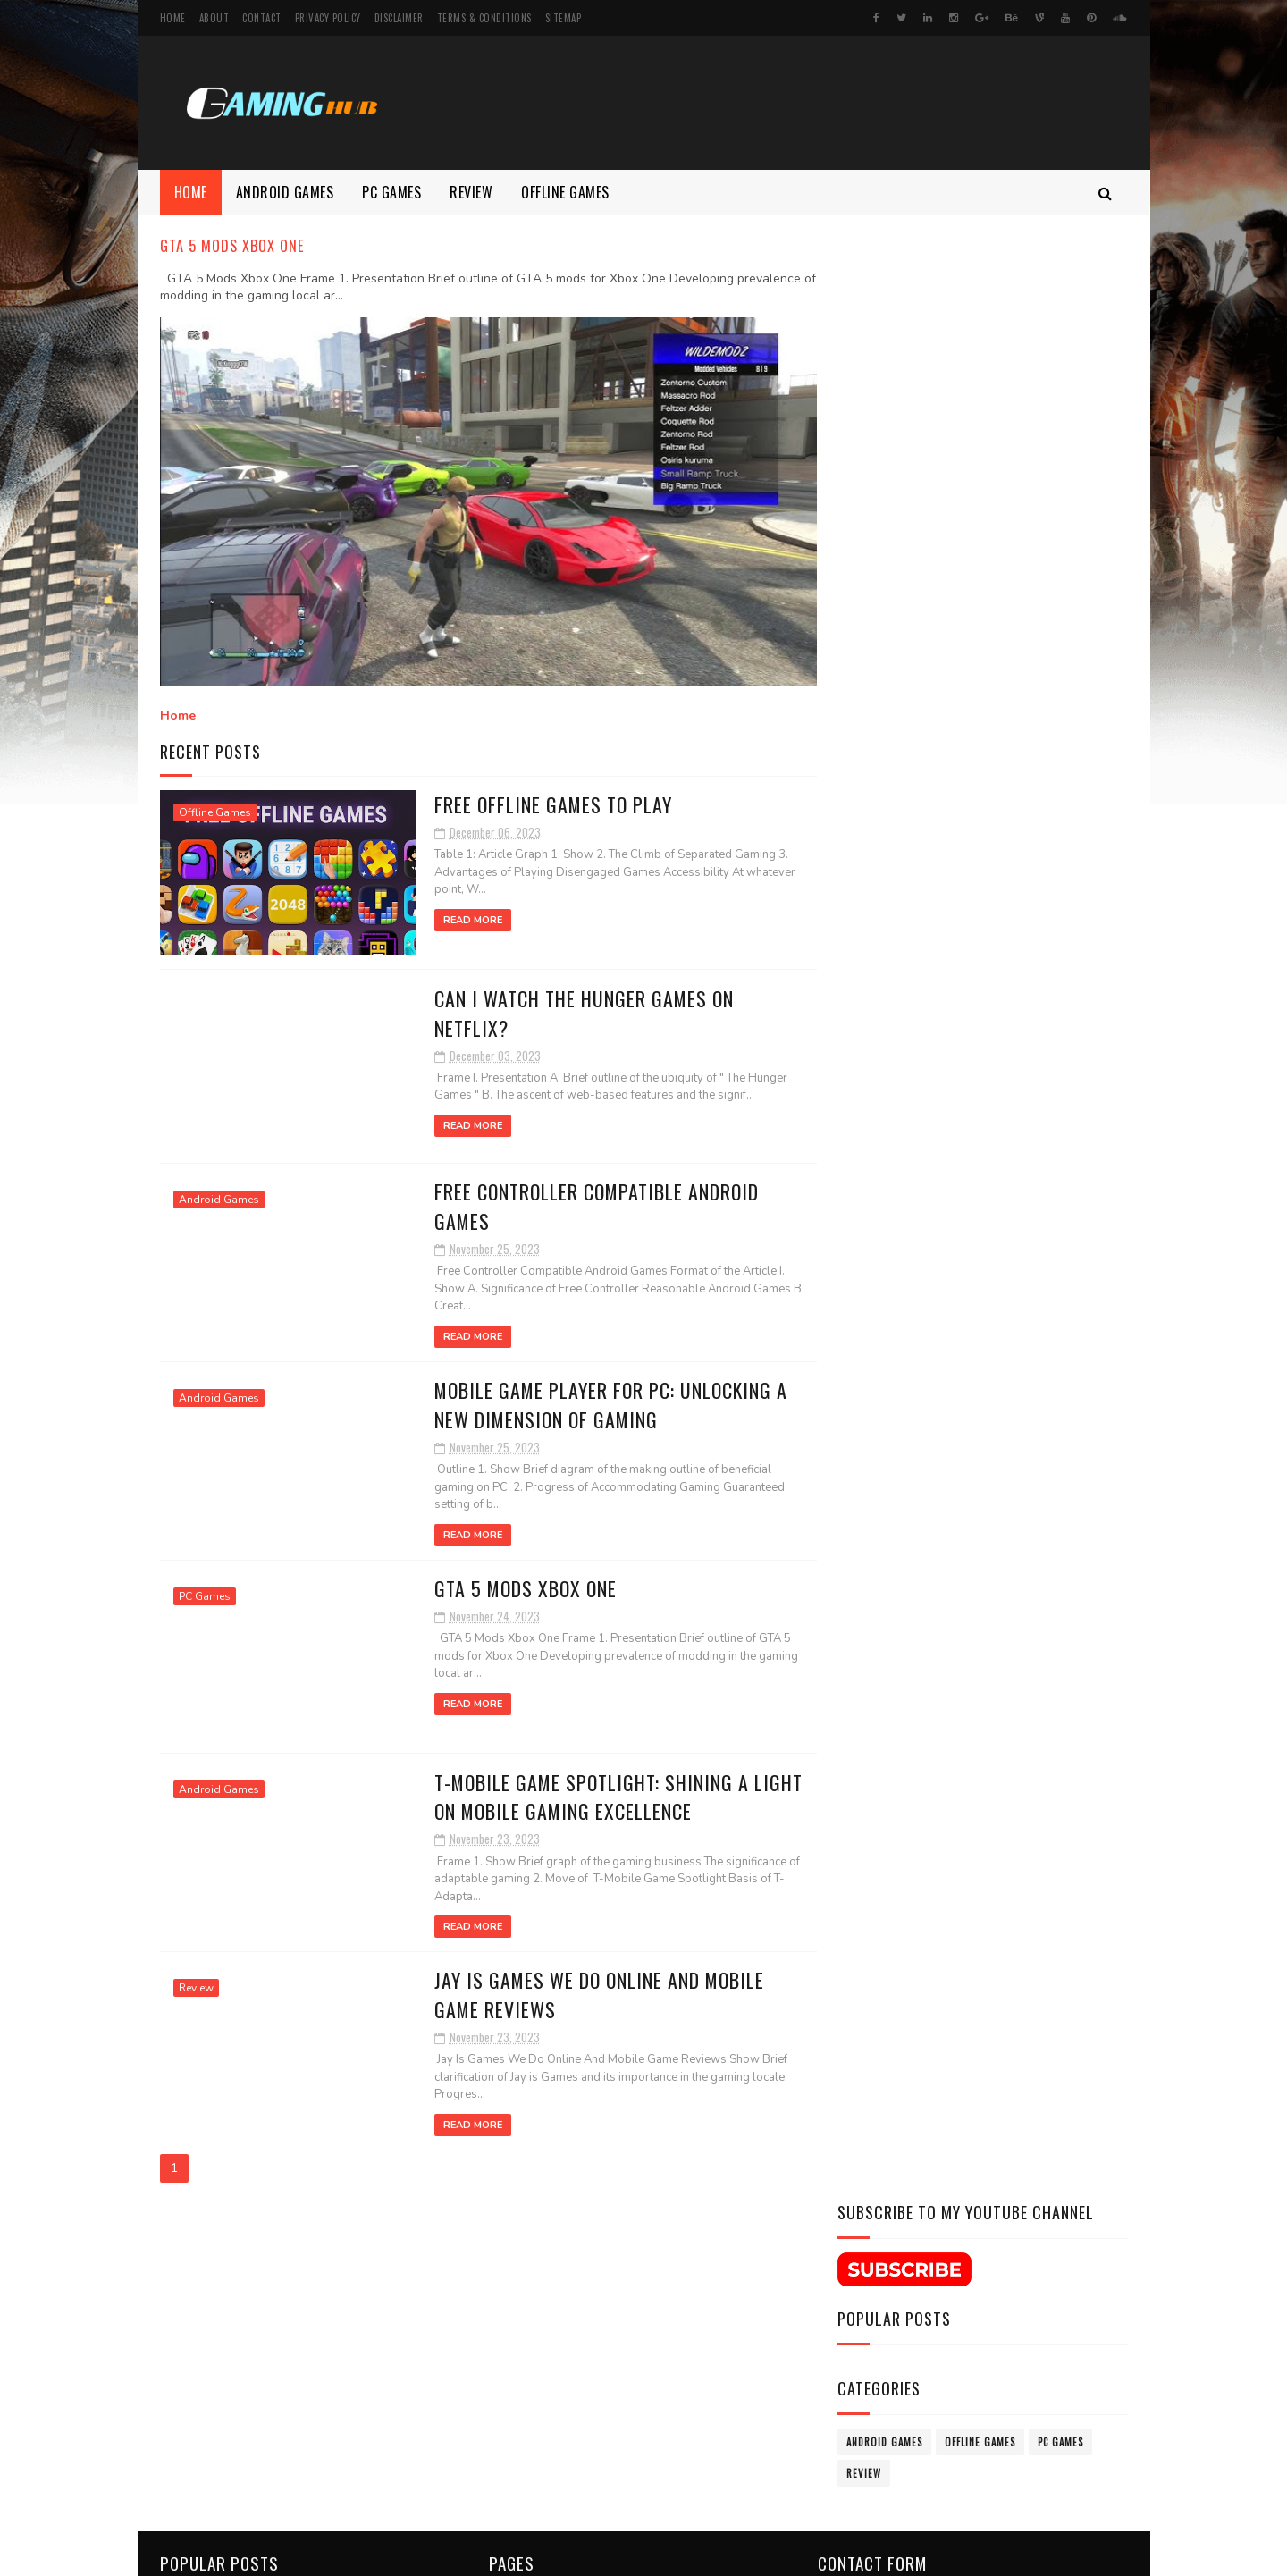 HOME ABOUT CONTACT PRIVACY POLICY DISCLAIMER TERMS & CONDITIONS SITEMAP
GAMING HUB
HOME ANDROID GAMES PC GAMES REVIEW OFFLINE GAMES
GTA 5 MODS XBOX ONE
GTA 5 Mods Xbox One Frame 1. Presentation Brief outline of GTA 5 mods for Xbox One Developing prevalence of
modding in the gaming local ar...
WILDEMODZ
Modded Vehicles 8 | 9
Zentorno Custom
Massacro Rod
Feltzer Adder
Coquette Rod
Zentorno Rod
Feltzer Rod
Osiris kuruma
Small Ramp Truck
Big Ramp Truck
Home
RECENT POSTS
FREE OFFLINE GAMES
Offline Games
2048
FREE OFFLINE GAMES TO PLAY
December 06, 2023
Table 1: Article Graph 1. Show 2. The Climb of Separated Gaming 3.
Advantages of Playing Disengaged Games Accessibility At whatever
point, W...
READ MORE
CAN I WATCH THE HUNGER GAMES ON
NETFLIX?
December 03, 2023
Frame I. Presentation A. Brief outline of the ubiquity of " The Hunger
Games " B. The ascent of web-based features and the signif...
READ MORE
Android Games
FREE CONTROLLER COMPATIBLE ANDROID
GAMES
November 25, 2023
Free Controller Compatible Android Games Format of the Article I.
Show A. Significance of Free Controller Reasonable Android Games B.
Creat...
READ MORE
Android Games
MOBILE GAME PLAYER FOR PC: UNLOCKING A
NEW DIMENSION OF GAMING
November 25, 2023
Outline 1. Show Brief diagram of the making outline of beneficial
gaming on PC. 2. Progress of Accommodating Gaming Guaranteed
setting of b...
READ MORE
PC Games
GTA 5 MODS XBOX ONE
November 24, 2023
GTA 5 Mods Xbox One Frame 1. Presentation Brief outline of GTA 5
mods for Xbox One Developing prevalence of modding in the gaming
local ar...
READ MORE
Android Games
T-MOBILE GAME SPOTLIGHT: SHINING A LIGHT
ON MOBILE GAMING EXCELLENCE
November 23, 2023
Frame 1. Show Brief graph of the gaming business The significance of
adaptable gaming 2. Move of T-Mobile Game Spotlight Basis of T-
Adapta...
READ MORE
Review
JAY IS GAMES WE DO ONLINE AND MOBILE
GAME REVIEWS
November 23, 2023
Jay Is Games We Do Online And Mobile Game Reviews Show Brief
clarification of Jay is Games and its importance in the gaming locale.
Progres...
READ MORE
1
SUBSCRIBE TO MY YOUTUBE CHANNEL
SUBSCRIBE
POPULAR POSTS
CATEGORIES
ANDROID GAMES OFFLINE GAMES PC GAMES
REVIEW
POPULAR POSTS PAGES CONTACT FORM